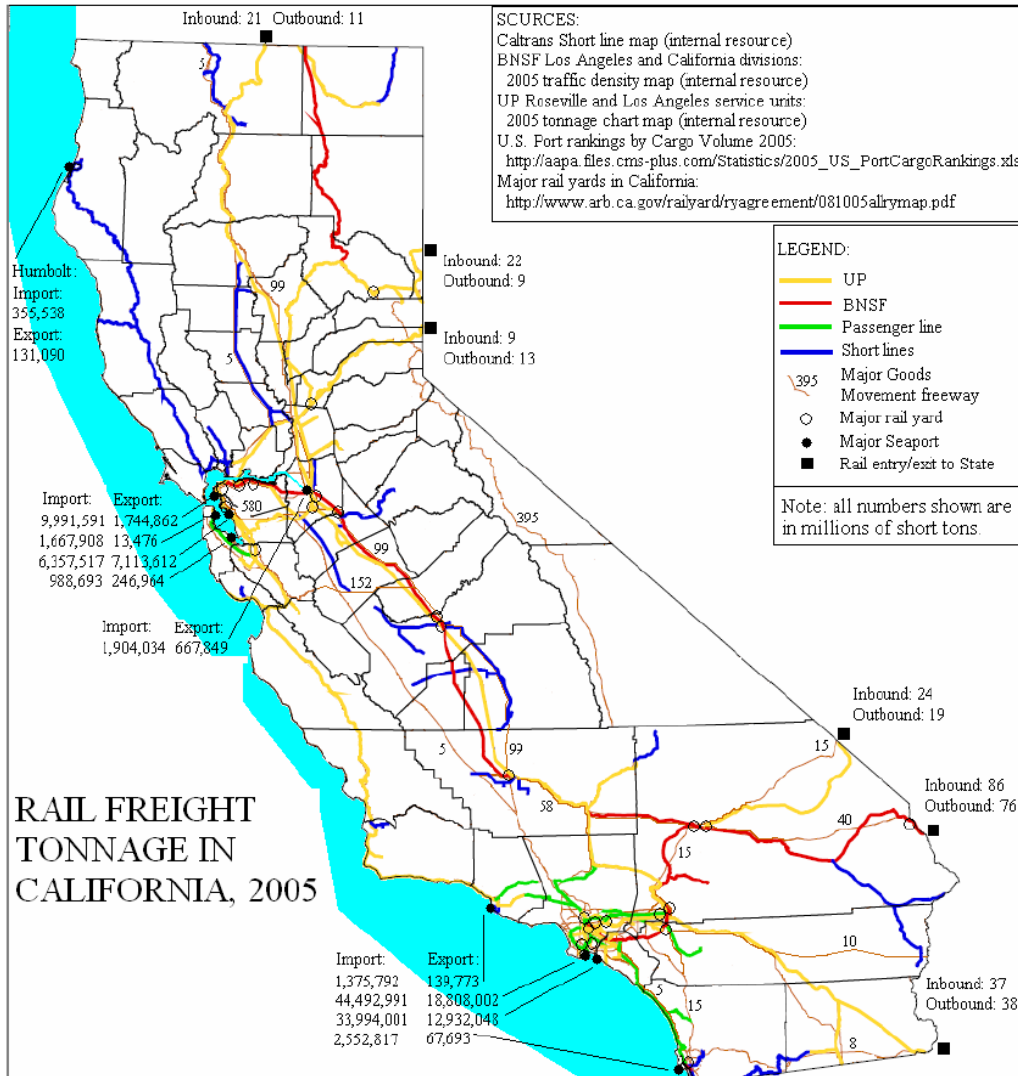 Inbound: 21 Outbound: 11
SCURCES:
Caltrans Short line map (internal resource)
BNSF Los Angeles and California divisions:
2005 traffic density map (internal resource)
UP Roseville and Los Angeles service units:
2005 tonnage chart map (internal resource)
U.S. Port rankings by Cargo Volume 2005:
http://aapa.files.cms-plus.com/Statistics/2005_US_PortCargoRankings.xls
Major rail yards in California:
http://www.arb.ca.gov/railyard/ryagreement/081005allrymap.pdf
5
LEGEND:
UP
BNSF
Passenger line
Short lines
395 Major Goods
Movement freeway
Major rail yard
Major Seaport
Rail entry/exit to State
Note: all numbers shown are
in millions of short tons.
Inbound: 22
Outbound: 9
Humbolt:
Import:
355,538
Export:
131,090
99
Inbound: 9
Outbound: 13
5
Import: Export:
9,991,591 1,744,862
1,667,908 13,476
6,357,517 7,113,612
988,693 246,964
580
395
99
152
Import: Export:
1,904,034 667,849
Inbound: 24
Outbound: 19
5
99
15
58
Inbound: 86
Outbound: 76
40
15
RAIL FREIGHT
TONNAGE IN
CALIFORNIA, 2005
10
Import: Export:
1,375,792 139,773
44,492,991 18,808,002
33,994,001 12,932,048
2,552,817 67,693
5
15
Inbound: 37
Outbound: 38
8